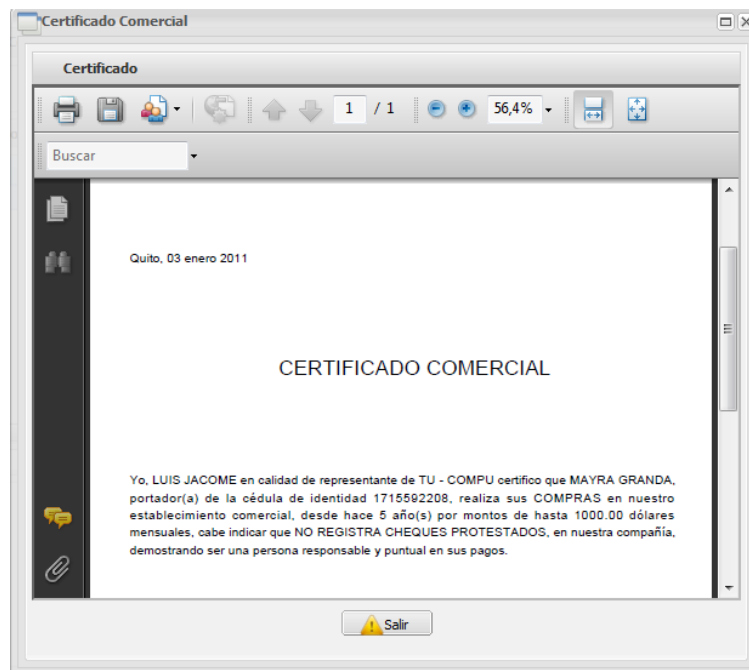 Certificado Comercial
Certificado
1 / 1
56,4%
Buscar
Quito, 03 enero 2011
CERTIFICADO COMERCIAL
Yo, LUIS JACOME en calidad de representante de TU - COMPU certifico que MAYRA GRANDA,
portador(a) de la cédula de identidad 1715592208, realiza sus COMPRAS en nuestro
establecimiento comercial, desde hace 5 año(s) por montos de hasta 1000.00 dólares
mensuales, cabe indicar que NO REGISTRA CHEQUES PROTESTADOS, en nuestra compañía,
demostrando ser una persona responsable y puntual en sus pagos.
Salir